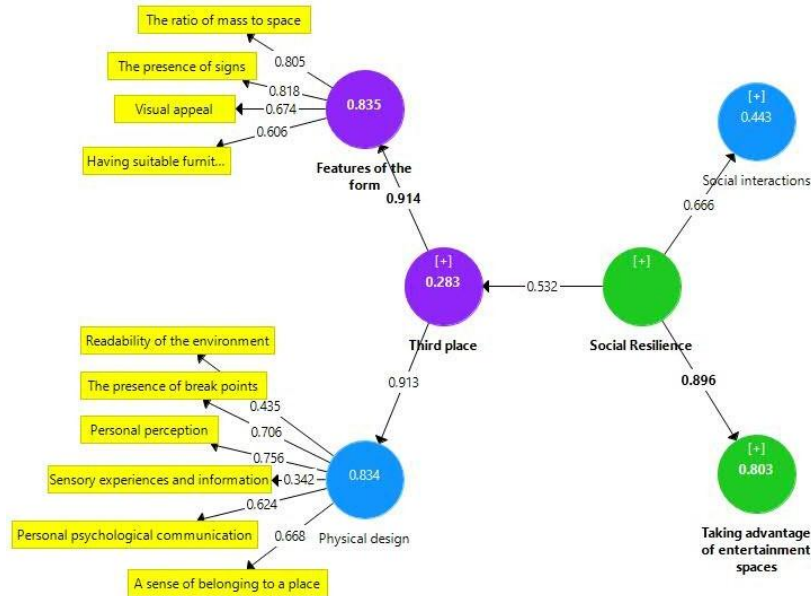 The ratio of mass to space
0.805
The presence of signs
0.818
Visual appeal
0.674
0.606
Having suitable furnit...
0.835
Features of the
form
0.914
[+]
0.443
Social interactions
0.666
[+]
0.283
Third place
0.532
[+]
Social Resilience
0.896
[+]
0.803
Taking advantage
of entertainment
spaces
0.913
Readability of the environment
0.435
The presence of break points
0.706
Personal perception
0.756
Sensory experiences and information
0.342
0.624
Personal psychological communication
0.668
A sense of belonging to a place
0.834
Physical design